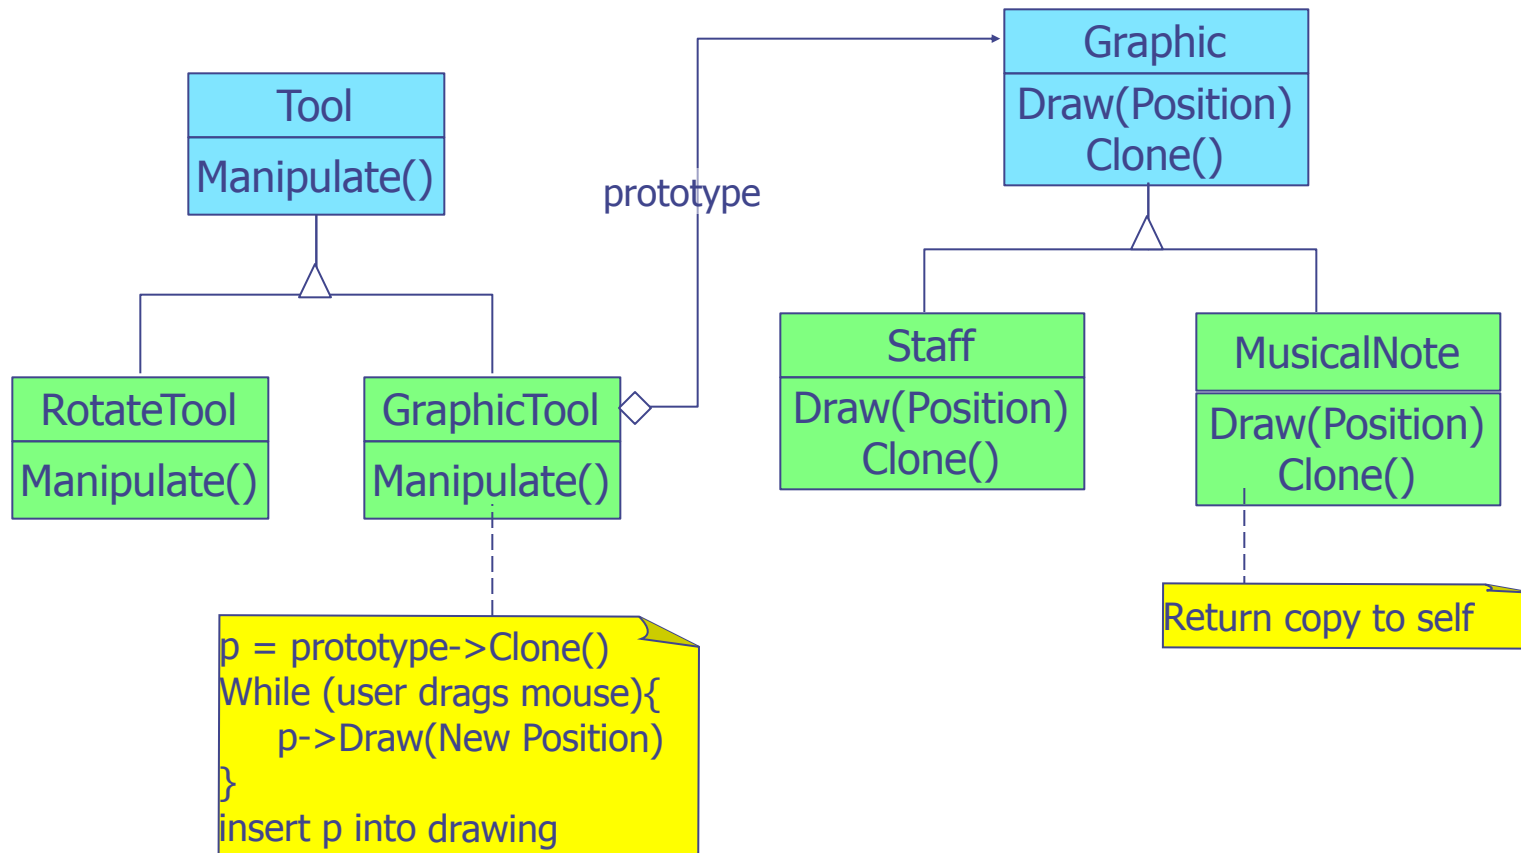 Graphic
Draw(Position)
Clone()
Tool
Manipulate()
prototype
Staff
Draw(Position)
Clone()
MusicalNote
Draw(Position)
Clone()
RotateTool
Manipulate()
GraphicTool
Manipulate()
Return copy to self
p = prototype->Clone()
While (user drags mouse){
p->Draw(New Position)
}
insert p into drawing